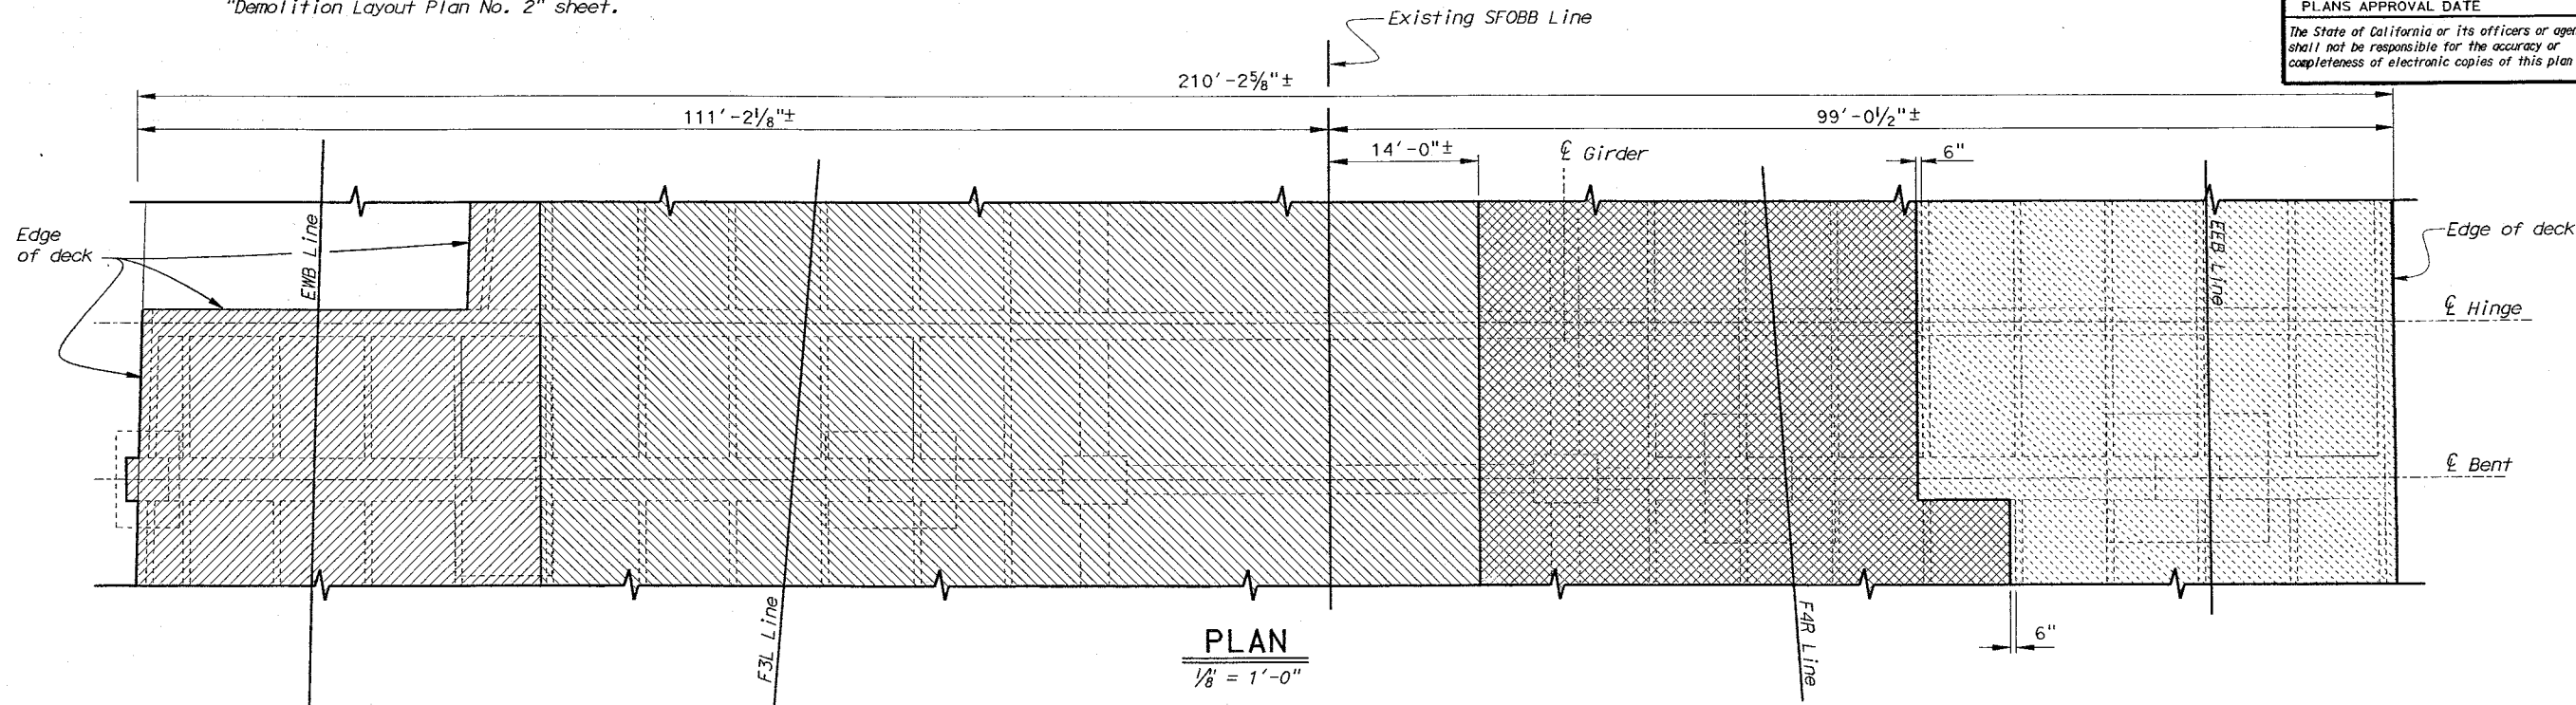 "Demolition Layout Plan No. 2" sheet.
PLANS APPROVAL DATE
The State of California or its officers or
shall not be responsible for the accuracy or
completeness of electronic copies of this plan
Existing SFOBB Line
210'-2⅝"±
111'-2⅛"±
99'-0½"±
14'-0"±
℄ Girder
6"
Edge
of deck
EWB Line
EEB Line
Edge of deck
℄ Hinge
℄ Bent
F3L Line
F4R Line
6"
PLAN
⅛" = 1'-0"